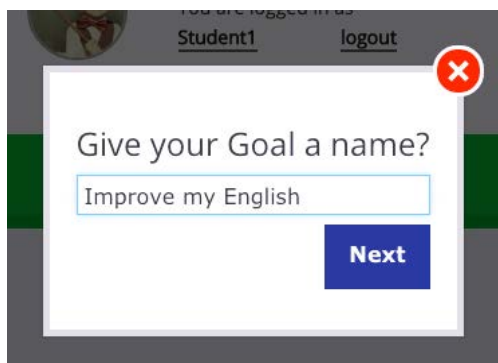 You are logged in as
Student1 logout
Give your Goal a name?
Improve my English
Next